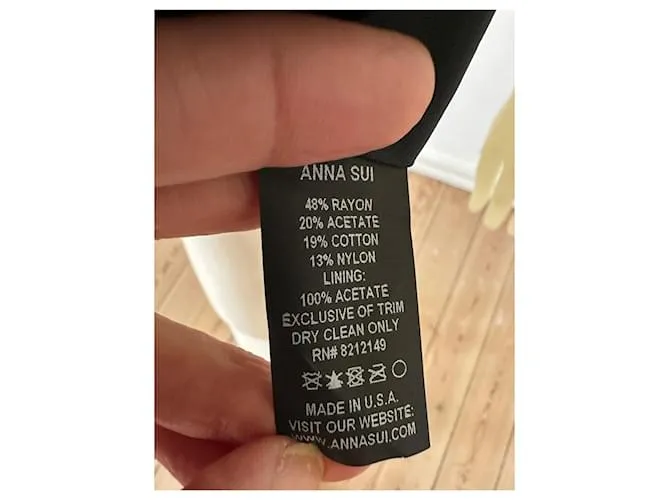 ANNA SUI
48% RAYON
20% ACETATE
19% COTTON
13% NYLON
LINING:
100% ACETATE
EXCLUSIVE OF TRIM
DRY CLEAN ONLY
RN# 8212149
MADE IN U.S.A.
VISIT OUR WEBSITE:
WWW.ANNASUI.COM